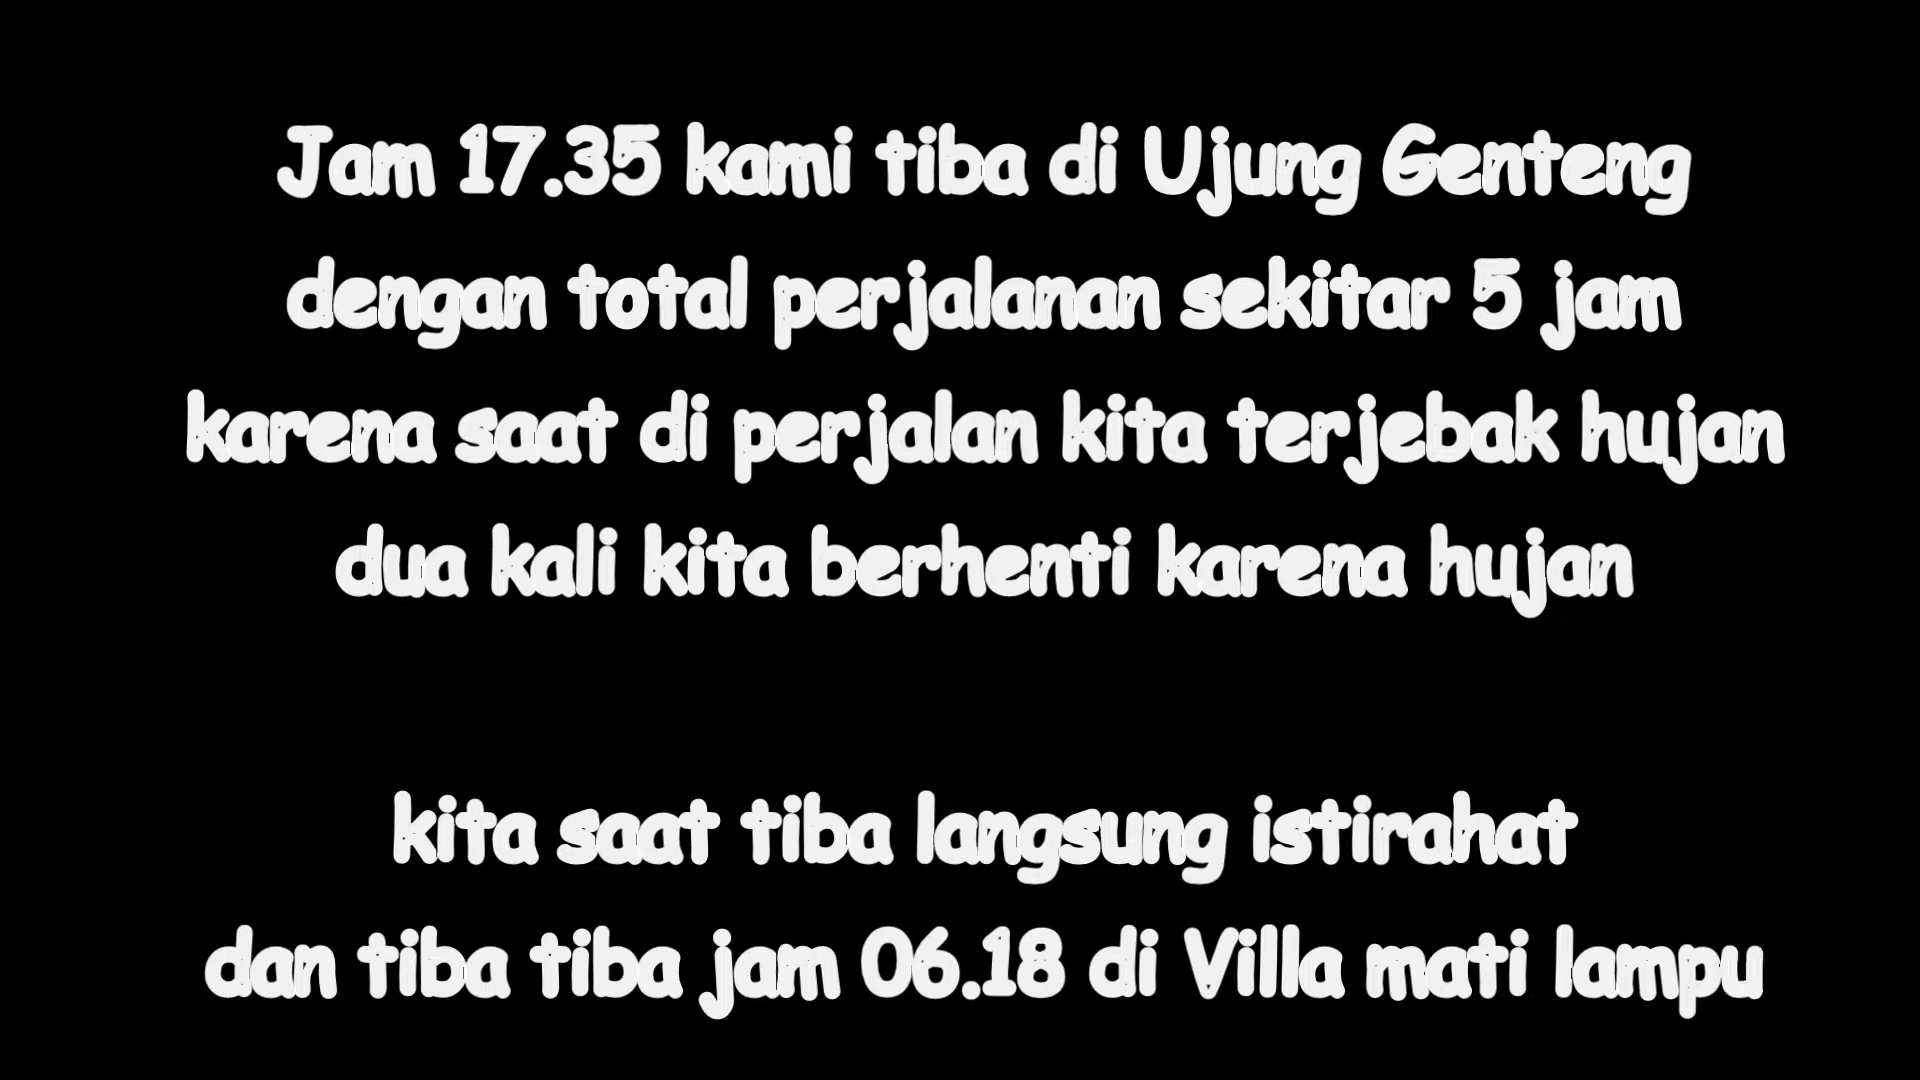 Jam 17.35 kami tiba di Ujung Genteng
dengan total perjalanan sekitar 5 jam
karena saat di perjalan kita terjebak hujan
dua kali kita berhenti karena hujan
kita saat tiba langsung istirahat
dan tiba tiba jam 06.18 di Villa mati lampu